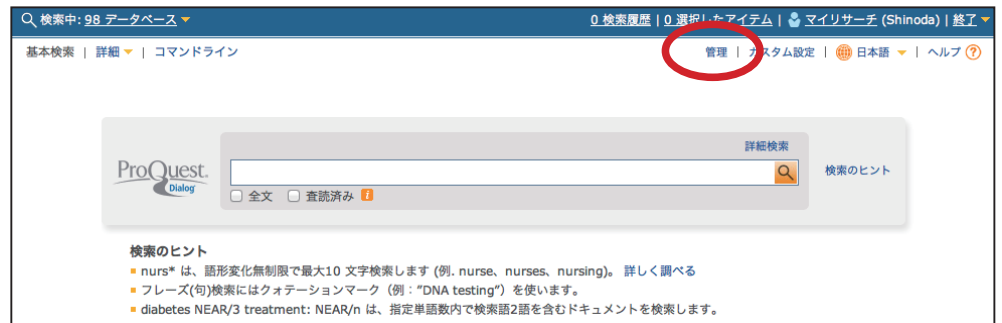 検索中: 98 データベース 0 検索履歴 | 0 選択したアイテム | マイリサーチ (Shinoda) | 終了
基本検索 | 詳細 | コマンドライン 管理 | カスタム設定 | 日本語 | ヘルプ ?
詳細検索
ProQuest
Dialog
検索のヒント
全文 査読済み i
検索のヒント
nurs* は、語形変化無制限で最大10 文字検索します (例. nurse、nurses、nursing)。 詳しく調べる
フレーズ(句)検索にはクォテーションマーク（例：”DNA testing”）を使います。
diabetes NEAR/3 treatment: NEAR/n は、指定単語数内で検索語2語を含むドキュメントを検索します。